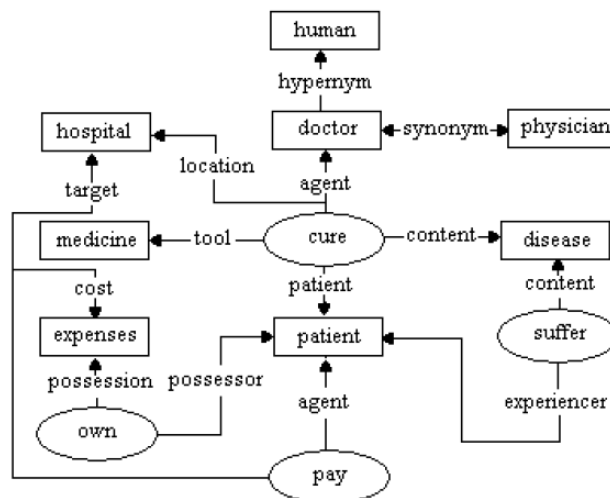 human
hypernym
hospital
doctor
synonym
physician
location
target
agent
medicine
tool
cure
content
disease
cost
patient
content
expenses
patient
suffer
possession
possessor
agent
experiencer
own
pay